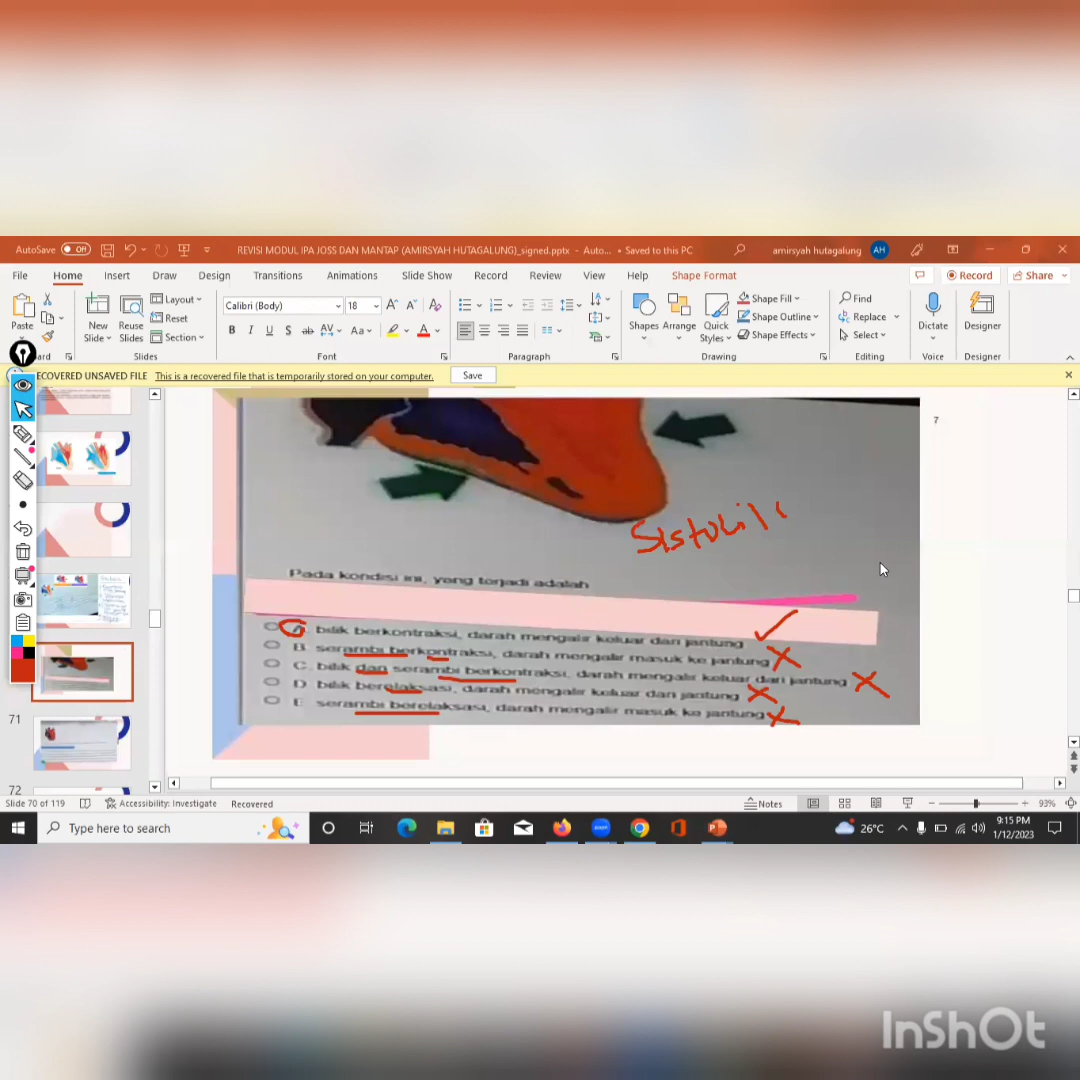 AutoSave Off REVISI MODUL IPA JOSS DAN MANTAP (AMIRSYAH HUTAGALUNG)_signed.pptx - Auto... • Saved to this PC amirsyah hutagalung AH
File Home Insert Draw Design Transitions Animations Slide Show Record Review View Help Shape Format Record Share
Paste New Slide Reuse Slides Layout Reset Section Calibri (Body) 18 Shapes Arrange Quick Styles Shape Fill Shape Outline Shape Effects Find Replace Select Dictate Designer
Slides Font Paragraph Drawing Editing Voice Designer
ECOVERED UNSAVED FILE This is a recovered file that is temporarily stored on your computer. Save
7
Pada kondisi ini, yang terjadi adalah
A. bilik berkontraksi, darah mengalir keluar dari jantung
B. serambi berkontraksi, darah mengalir masuk ke jantung
C. bilik dan serambi berkontraksi, darah mengalir keluar dari jantung
D. bilik berelaksasi, darah mengalir keluar dari jantung
E. serambi berelaksasi, darah mengalir masuk ke jantung
71
72
Slide 70 of 119 Accessibility: Investigate Recovered Notes 93%
Type here to search 26°C 9:15 PM
1/12/2023
InShOt